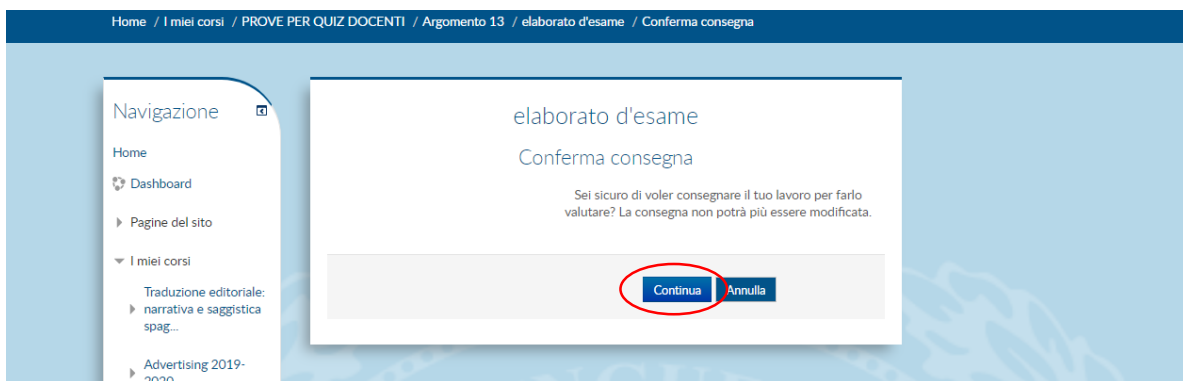 Home / I miei corsi / PROVE PER QUIZ DOCENTI / Argomento 13 / elaborato d'esame / Conferma consegna
Navigazione
Home
Dashboard
Pagine del sito
I miei corsi
Traduzione editoriale:
narrativa e saggistica
spag...
Advertising 2019-
2020
elaborato d'esame
Conferma consegna
Sei sicuro di voler consegnare il tuo lavoro per farlo
valutare? La consegna non potrà più essere modificata.
Continua Annulla